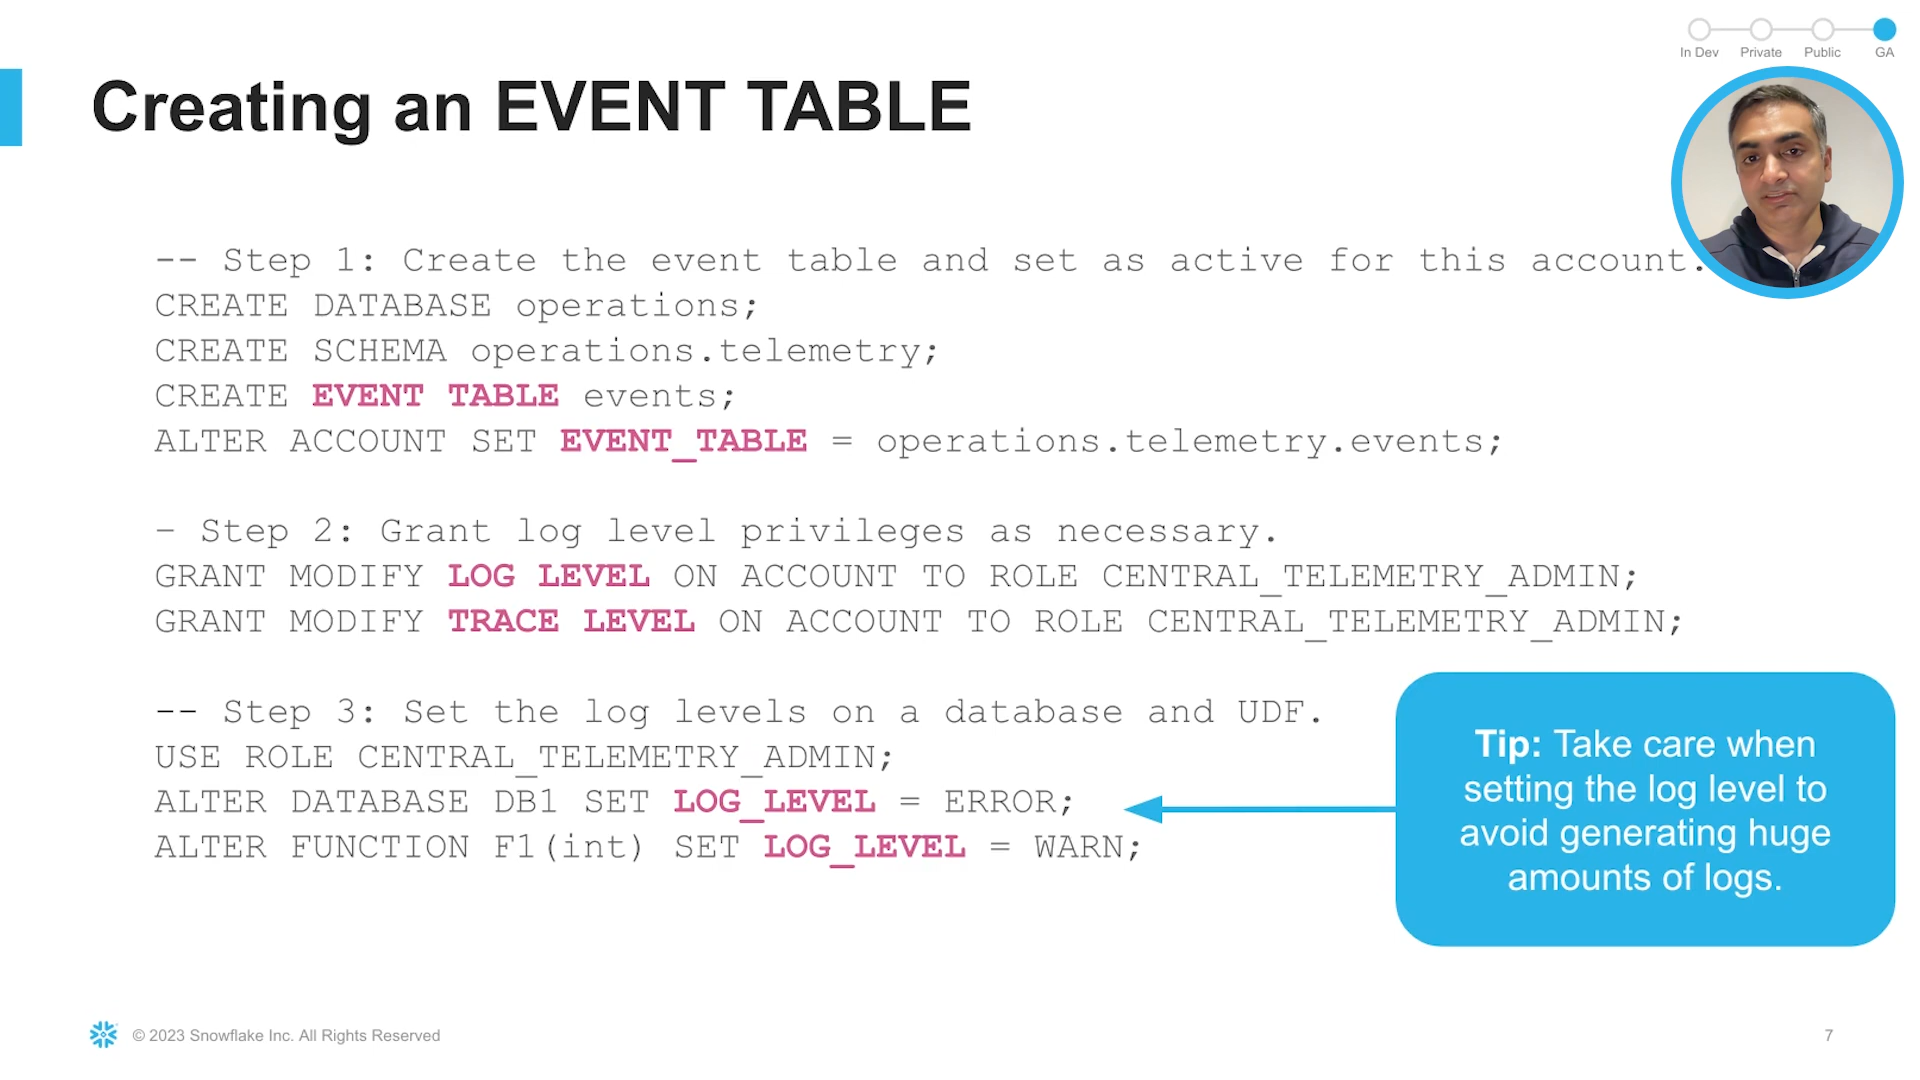 In Dev Private Public GA
Creating an EVENT TABLE
-- Step 1: Create the event table and set as active for this account.
CREATE DATABASE operations;
CREATE SCHEMA operations.telemetry;
CREATE EVENT TABLE events;
ALTER ACCOUNT SET EVENT_TABLE = operations.telemetry.events;
– Step 2: Grant log level privileges as necessary.
GRANT MODIFY LOG LEVEL ON ACCOUNT TO ROLE CENTRAL_TELEMETRY_ADMIN;
GRANT MODIFY TRACE LEVEL ON ACCOUNT TO ROLE CENTRAL_TELEMETRY_ADMIN;
-- Step 3: Set the log levels on a database and UDF.
USE ROLE CENTRAL_TELEMETRY_ADMIN;
ALTER DATABASE DB1 SET LOG_LEVEL = ERROR;
ALTER FUNCTION F1(int) SET LOG_LEVEL = WARN;
Tip: Take care when
setting the log level to
avoid generating huge
amounts of logs.
© 2023 Snowflake Inc. All Rights Reserved
7